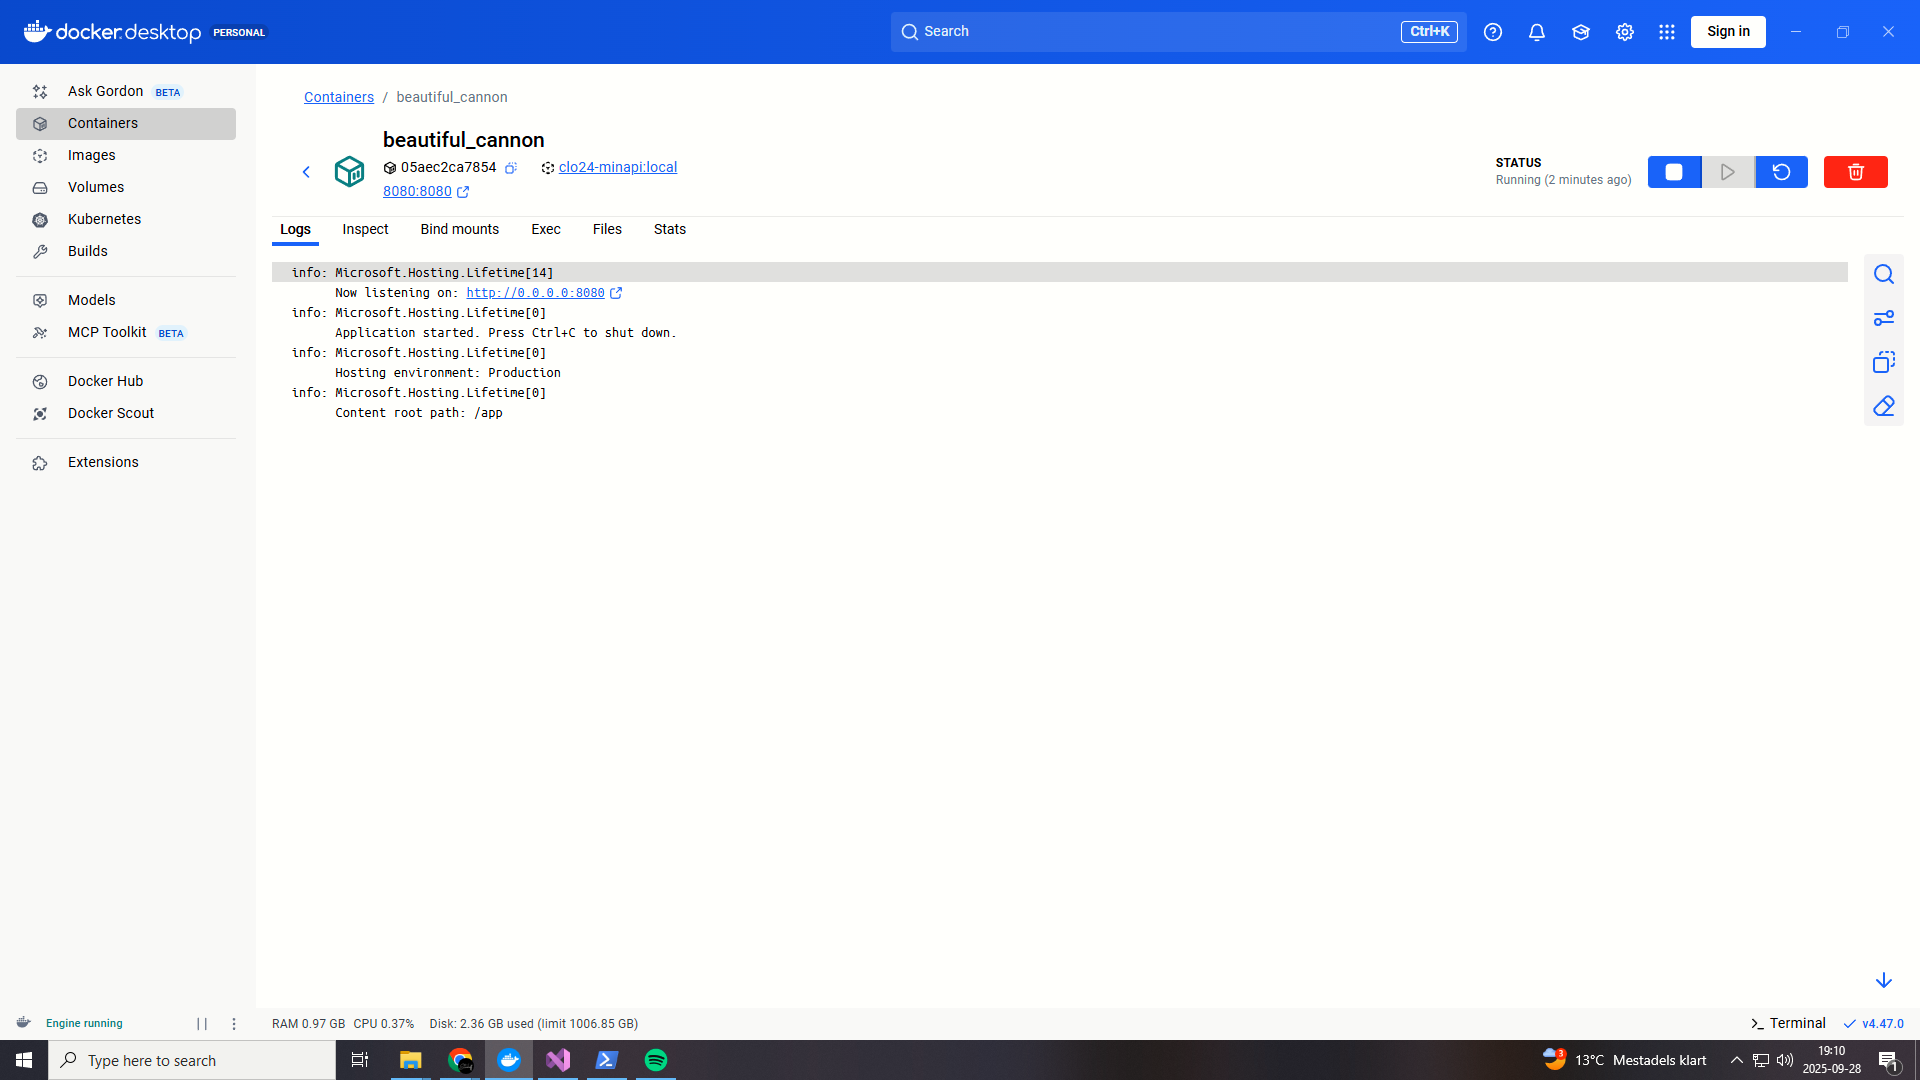 docker.desktop PERSONAL
Search
Ctrl+K
Sign in
Ask Gordon BETA
Containers
Images
Volumes
Kubernetes
Builds
Models
MCP Toolkit BETA
Docker Hub
Docker Scout
Extensions
Containers / beautiful_cannon
beautiful_cannon
05aec2ca7854
clo24-minapi:local
8080:8080
STATUS
Running (2 minutes ago)
Logs
Inspect
Bind mounts
Exec
Files
Stats
info: Microsoft.Hosting.Lifetime[14]
Now listening on: http://0.0.0.0:8080
info: Microsoft.Hosting.Lifetime[0]
Application started. Press Ctrl+C to shut down.
info: Microsoft.Hosting.Lifetime[0]
Hosting environment: Production
info: Microsoft.Hosting.Lifetime[0]
Content root path: /app
Engine running
RAM 0.97 GB CPU 0.37% Disk: 2.36 GB used (limit 1006.85 GB)
Terminal
v4.47.0
Type here to search
3
13°C Mestadels klart
19:10
2025-09-28
1